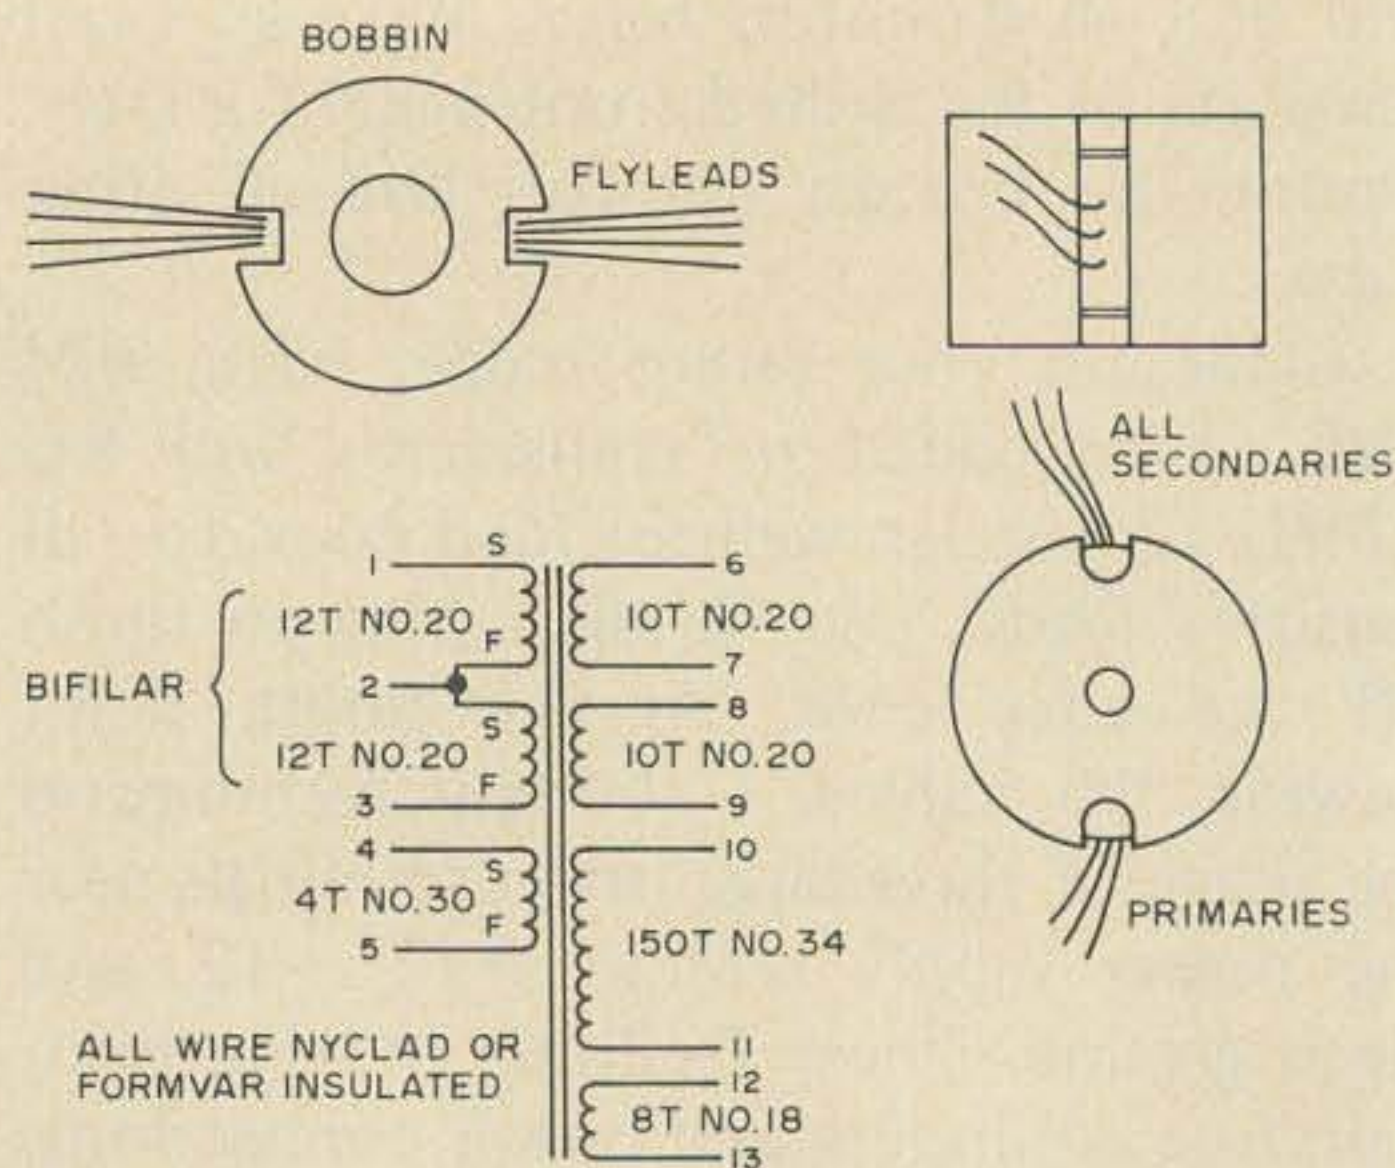 BOBBIN
FLYLEADS
ALL
SECONDARIES
PRIMARIES
1
S
12T NO.20
F
BIFILAR
2
S
12T NO.20
F
3
4
S
4T NO.30
F
5
6
10T NO.20
7
8
10T NO.20
9
10
150T NO.34
11
12
8T NO.18
13
ALL WIRE NYCLAD OR
FORMVAR INSULATED